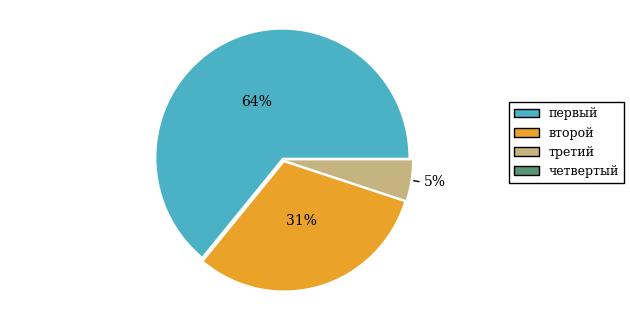 64%
31%
5%
первый
второй
третий
четвертый